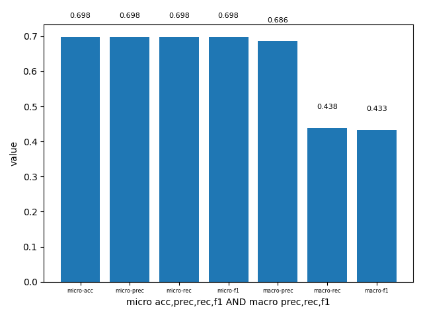 0.698 0.698 0.698 0.698 0.686 0.438 0.433
0.7
0.6
0.5
0.4
0.3
0.2
0.1
0.0
value
micro-acc micro-prec micro-rec micro-f1 macro-prec macro-rec macro-f1
micro acc,prec,rec,f1 AND macro prec,rec,f1